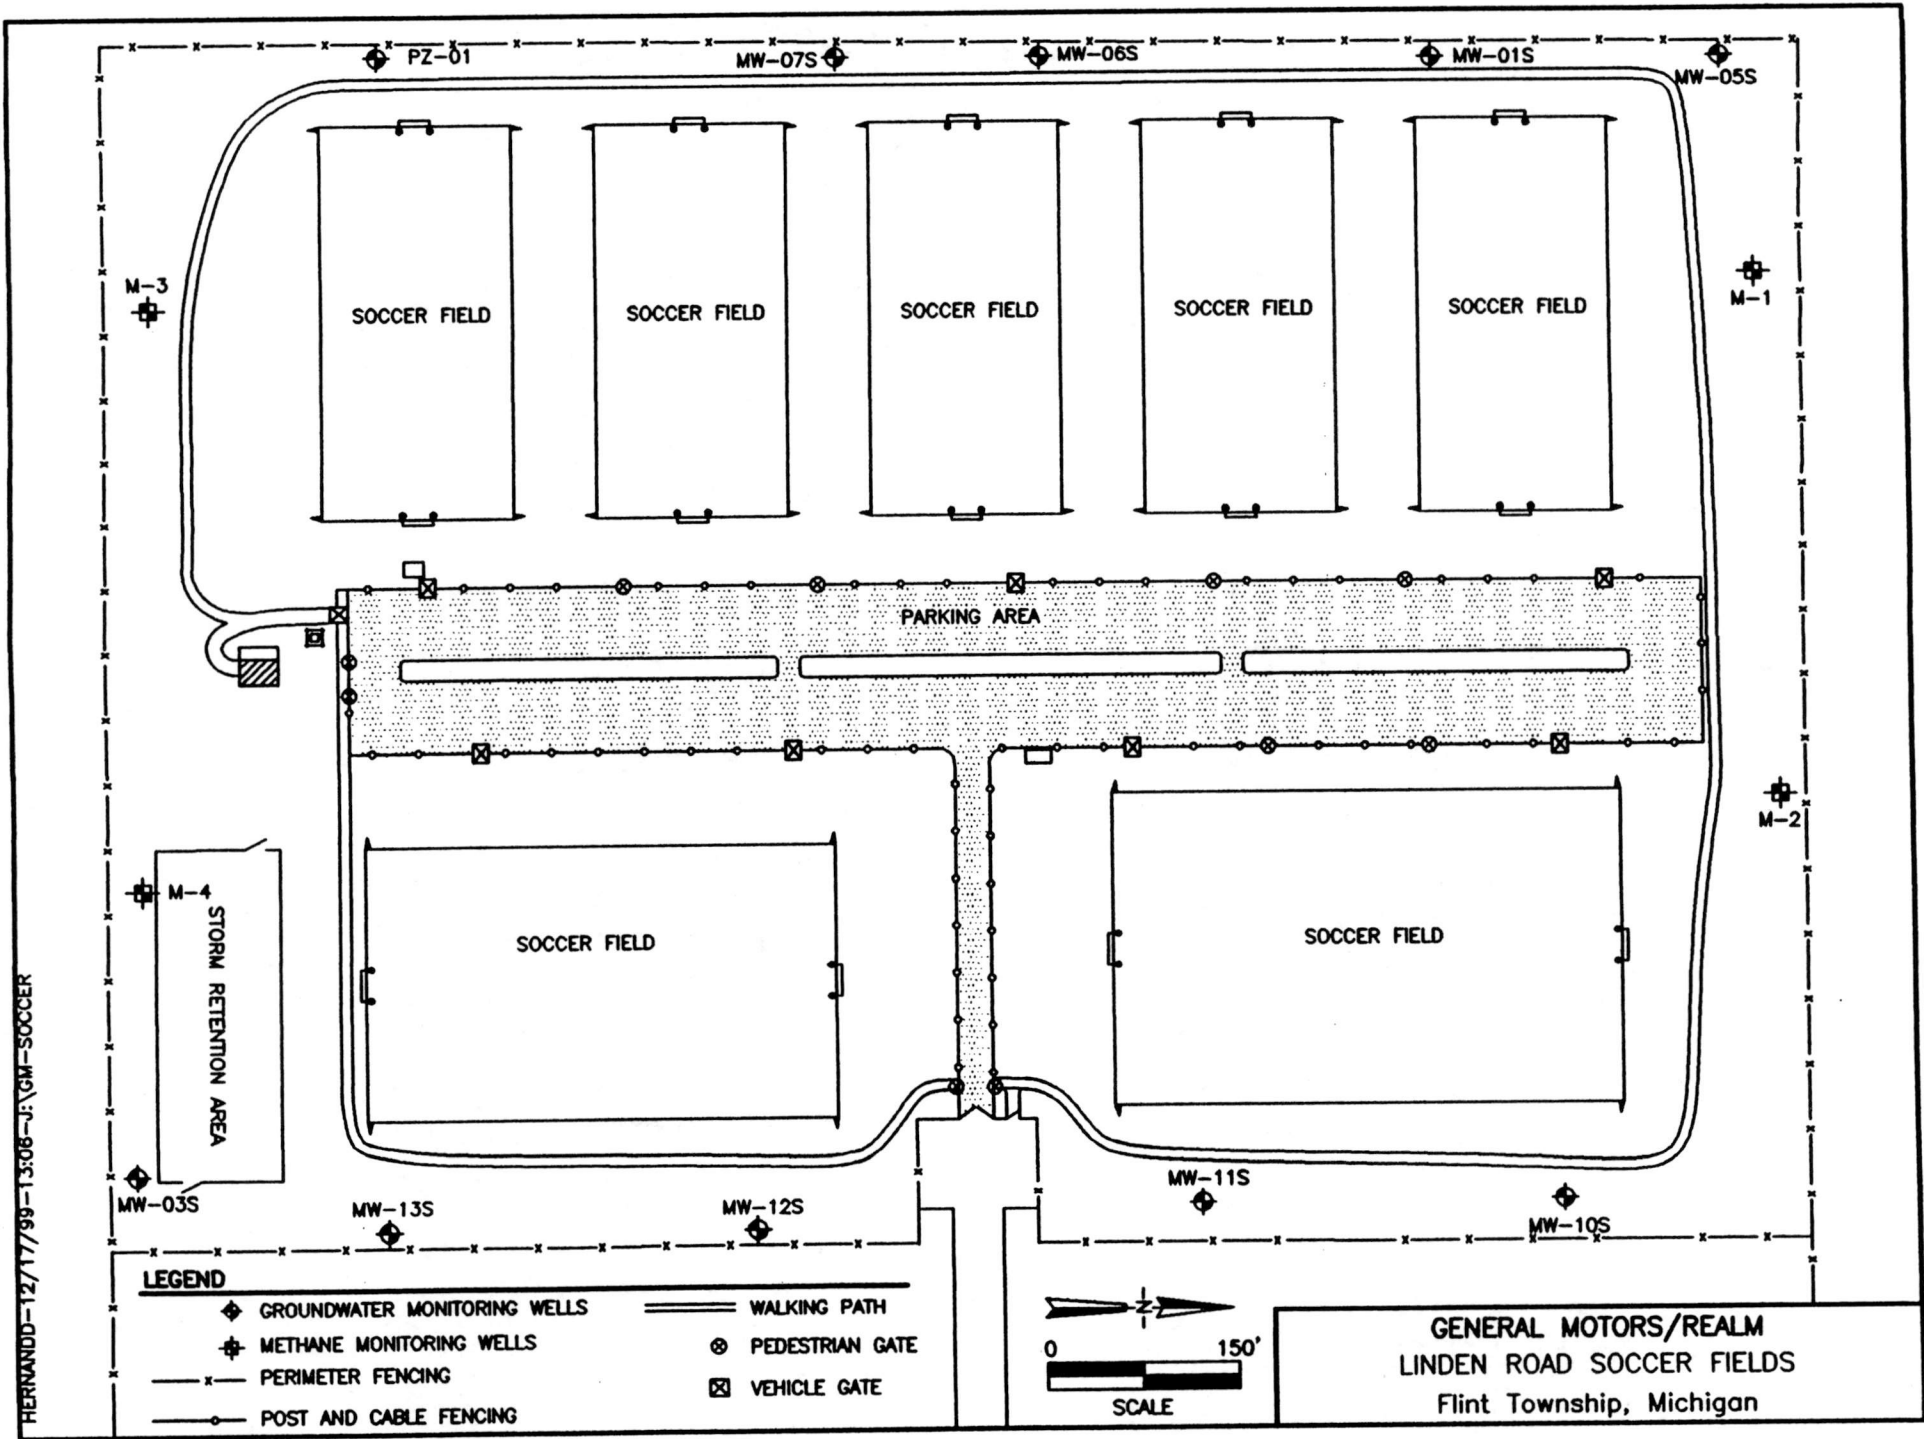 PZ-01
MW-07S
MW-06S
MW-01S
MW-05S
M-3
M-1
SOCCER FIELD
SOCCER FIELD
SOCCER FIELD
SOCCER FIELD
SOCCER FIELD
PARKING AREA
M-2
M-4
STORM RETENTION AREA
SOCCER FIELD
SOCCER FIELD
MW-03S
MW-13S
MW-12S
MW-11S
MW-10S
HERNANDD-12/17/99-13:06-J:\GM-SOCCER
LEGEND
GROUNDWATER MONITORING WELLS
METHANE MONITORING WELLS
PERIMETER FENCING
POST AND CABLE FENCING
WALKING PATH
PEDESTRIAN GATE
VEHICLE GATE
N
0 150'
SCALE
GENERAL MOTORS/REALM
LINDEN ROAD SOCCER FIELDS
Flint Township, Michigan